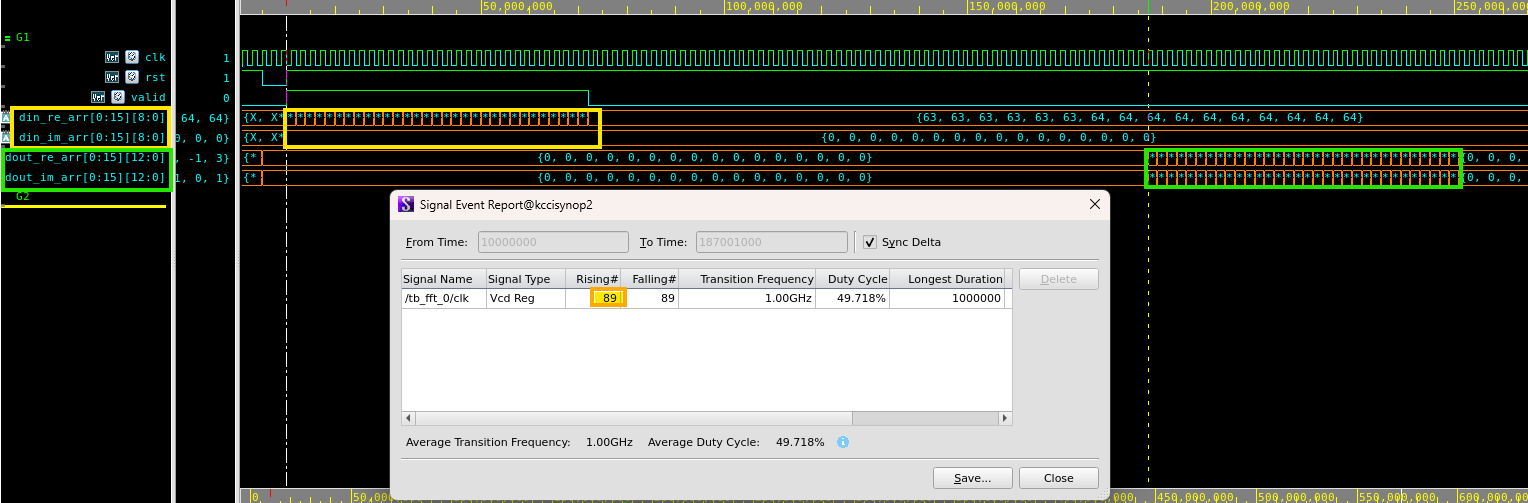 50,000,000 100,000,000 150,000,000 200,000,000 250,000,000
G1
Ver clk 1
Ver rst 1
Ver valid 0
A din_re_arr[0:15][8:0] 64, 64} {X, X* {63, 63, 63, 63, 63, 63, 64, 64, 64, 64, 64, 64, 64, 64, 64, 64}
A din_im_arr[0:15][8:0] 0, 0, 0} {X, X* {0, 0, 0, 0, 0, 0, 0, 0, 0, 0, 0, 0, 0, 0, 0, 0}
dout_re_arr[0:15][12:0] , -1, 3} {* {0, 0, 0, 0, 0, 0, 0, 0, 0, 0, 0, 0, 0, 0, 0, 0} {0, 0, 0,
dout_im_arr[0:15][12:0] 1, 0, 1} {* {0, 0, 0, 0, 0, 0, 0, 0, 0, 0, 0, 0, 0, 0, 0, 0} {0, 0, 0,
G2
Signal Event Report@kccisynop2
From Time: 10000000 To Time: 187001000 Sync Delta
Signal Name Signal Type Rising# Falling# Transition Frequency Duty Cycle Longest Duration Delete
/tb_fft_0/clk Vcd Reg 89 89 1.00GHz 49.718% 1000000
Average Transition Frequency: 1.00GHz Average Duty Cycle: 49.718%
Save... Close
0 50,000 450,000,000 500,000,000 550,000,000 600,000,000